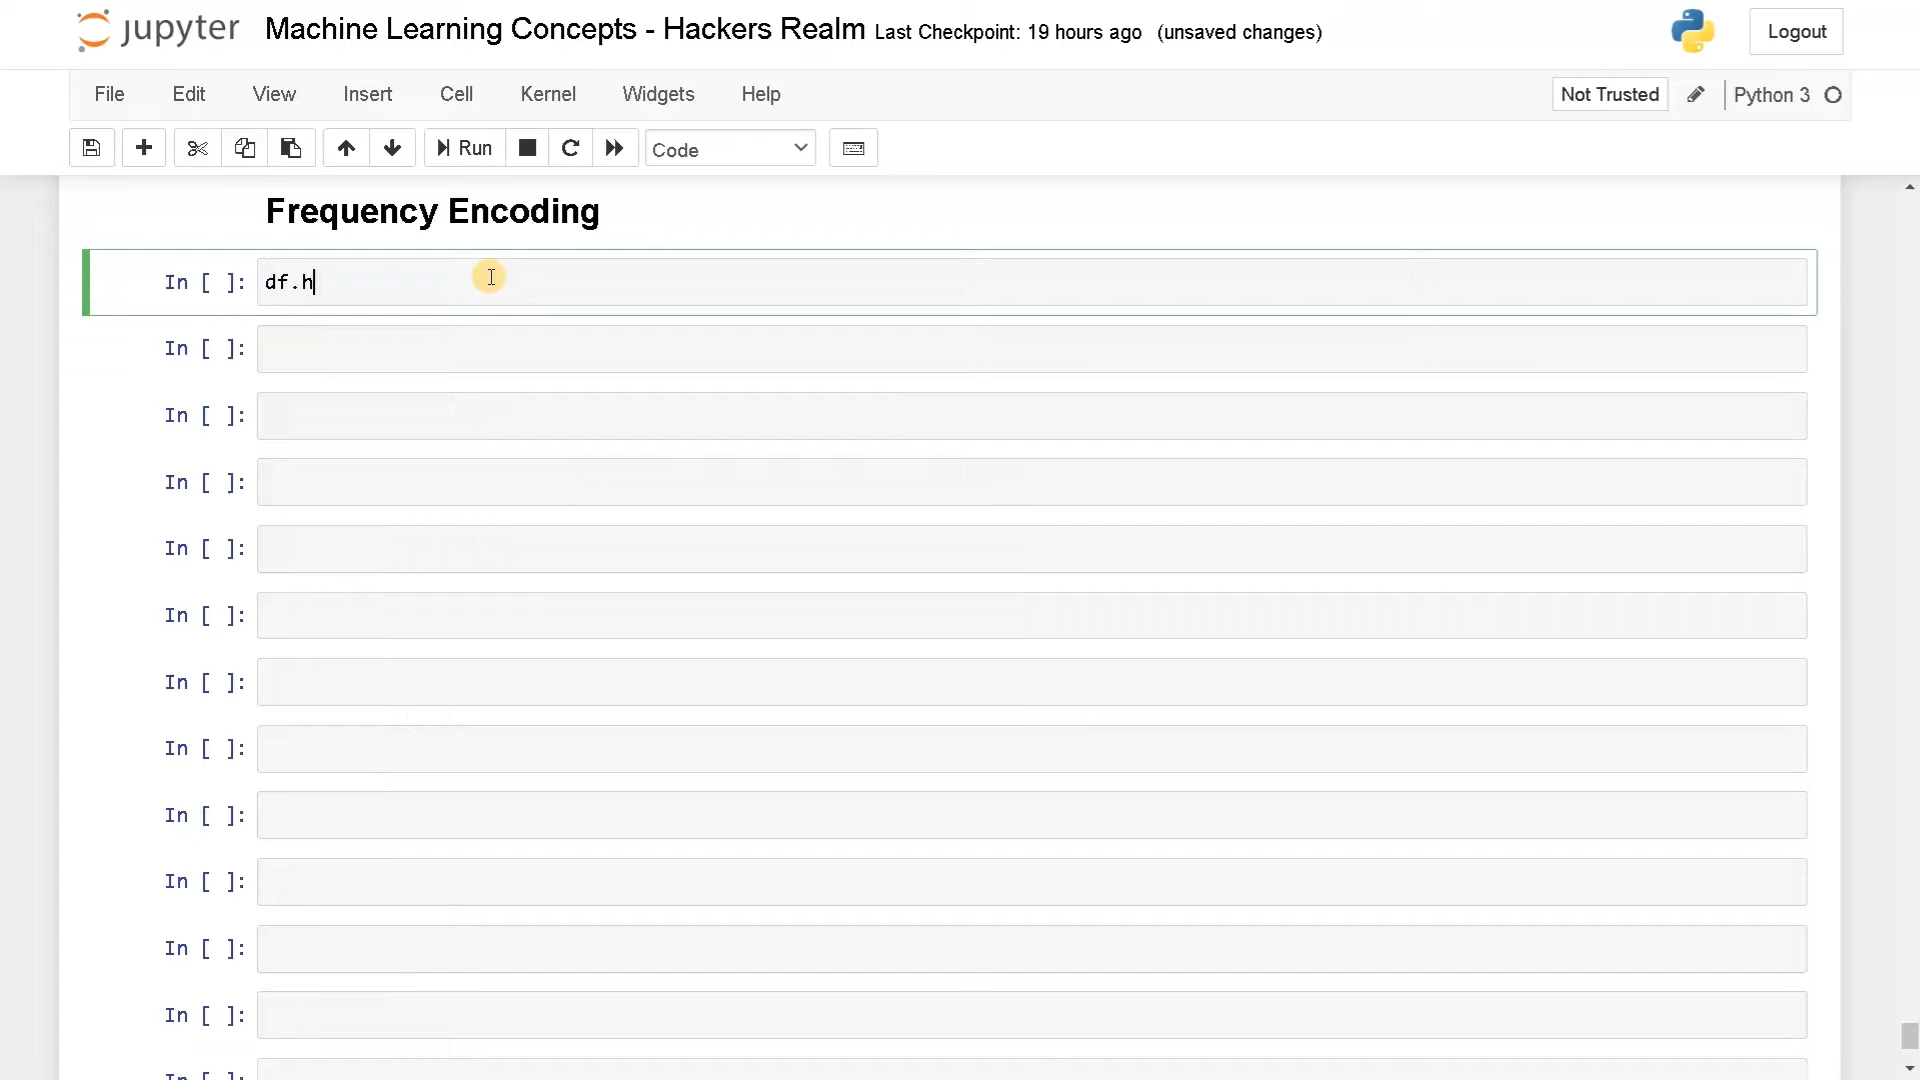 jupyter Machine Learning Concepts - Hackers Realm Last Checkpoint: 19 hours ago (unsaved changes) Logout
File Edit View Insert Cell Kernel Widgets Help Not Trusted Python 3
Run Code
Frequency Encoding
In [ ]: df.h
In [ ]:
In [ ]:
In [ ]:
In [ ]:
In [ ]:
In [ ]:
In [ ]:
In [ ]:
In [ ]:
In [ ]:
In [ ]:
In [ ]: